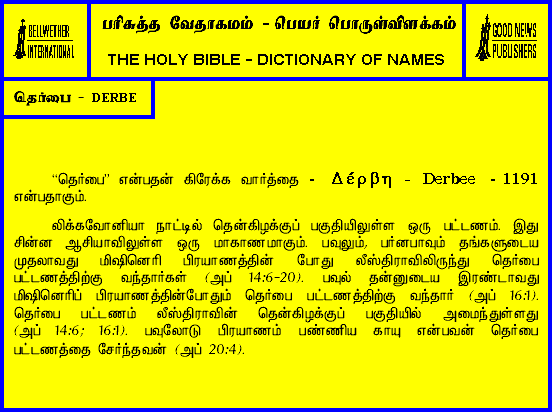 BELLWETHER
INTERNATIONAL
பரிசுத்த வேதாகமம் - பெயர் பொருள்விளக்கம்
THE HOLY BIBLE - DICTIONARY OF NAMES
GOOD NEWS
PUBLISHERS
தெர்பை - DERBE
“தெர்பை” என்பதன் கிரேக்க வார்த்தை - Δέρβη - Derbee - 1191
என்பதாகும்.
லிக்கவோனியா நாட்டில் தென்கிழக்குப் பகுதியிலுள்ள ஒரு பட்டணம். இது
சின்ன ஆசியாவிலுள்ள ஒரு மாகாணமாகும். பவுலும், பர்னபாவும் தங்களுடைய
முதலாவது மிஷினெரி பிரயாணத்தின் போது லீஸ்திராவிலிருந்து தெர்பை
பட்டணத்திற்கு வந்தார்கள் (அப் 14:6-20). பவுல் தன்னுடைய இரண்டாவது
மிஷினெரிப் பிரயாணத்தின்போதும் தெர்பை பட்டணத்திற்கு வந்தார் (அப் 16:1).
தெர்பை பட்டணம் லீஸ்திராவின் தென்கிழக்குப் பகுதியில் அமைந்துள்ளது
(அப் 14:6; 16:1). பவுலோடு பிரயாணம் பண்ணிய காயு என்பவன் தெர்பை
பட்டணத்தை சேர்ந்தவன் (அப் 20:4).